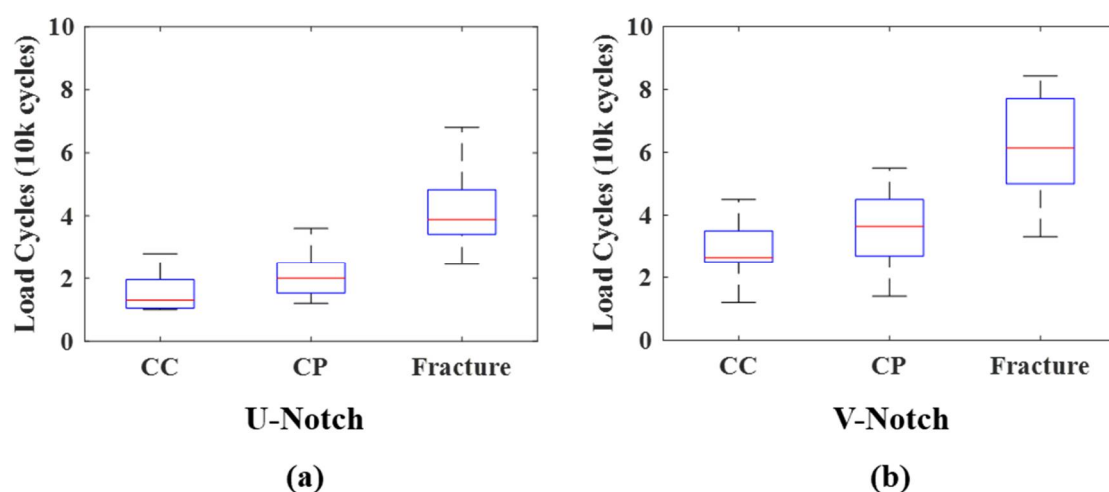 Load Cycles (10k cycles)
10
8
6
4
2
0
CC CP Fracture
U-Notch
(a)
Load Cycles (10k cycles)
10
8
6
4
2
0
CC CP Fracture
V-Notch
(b)